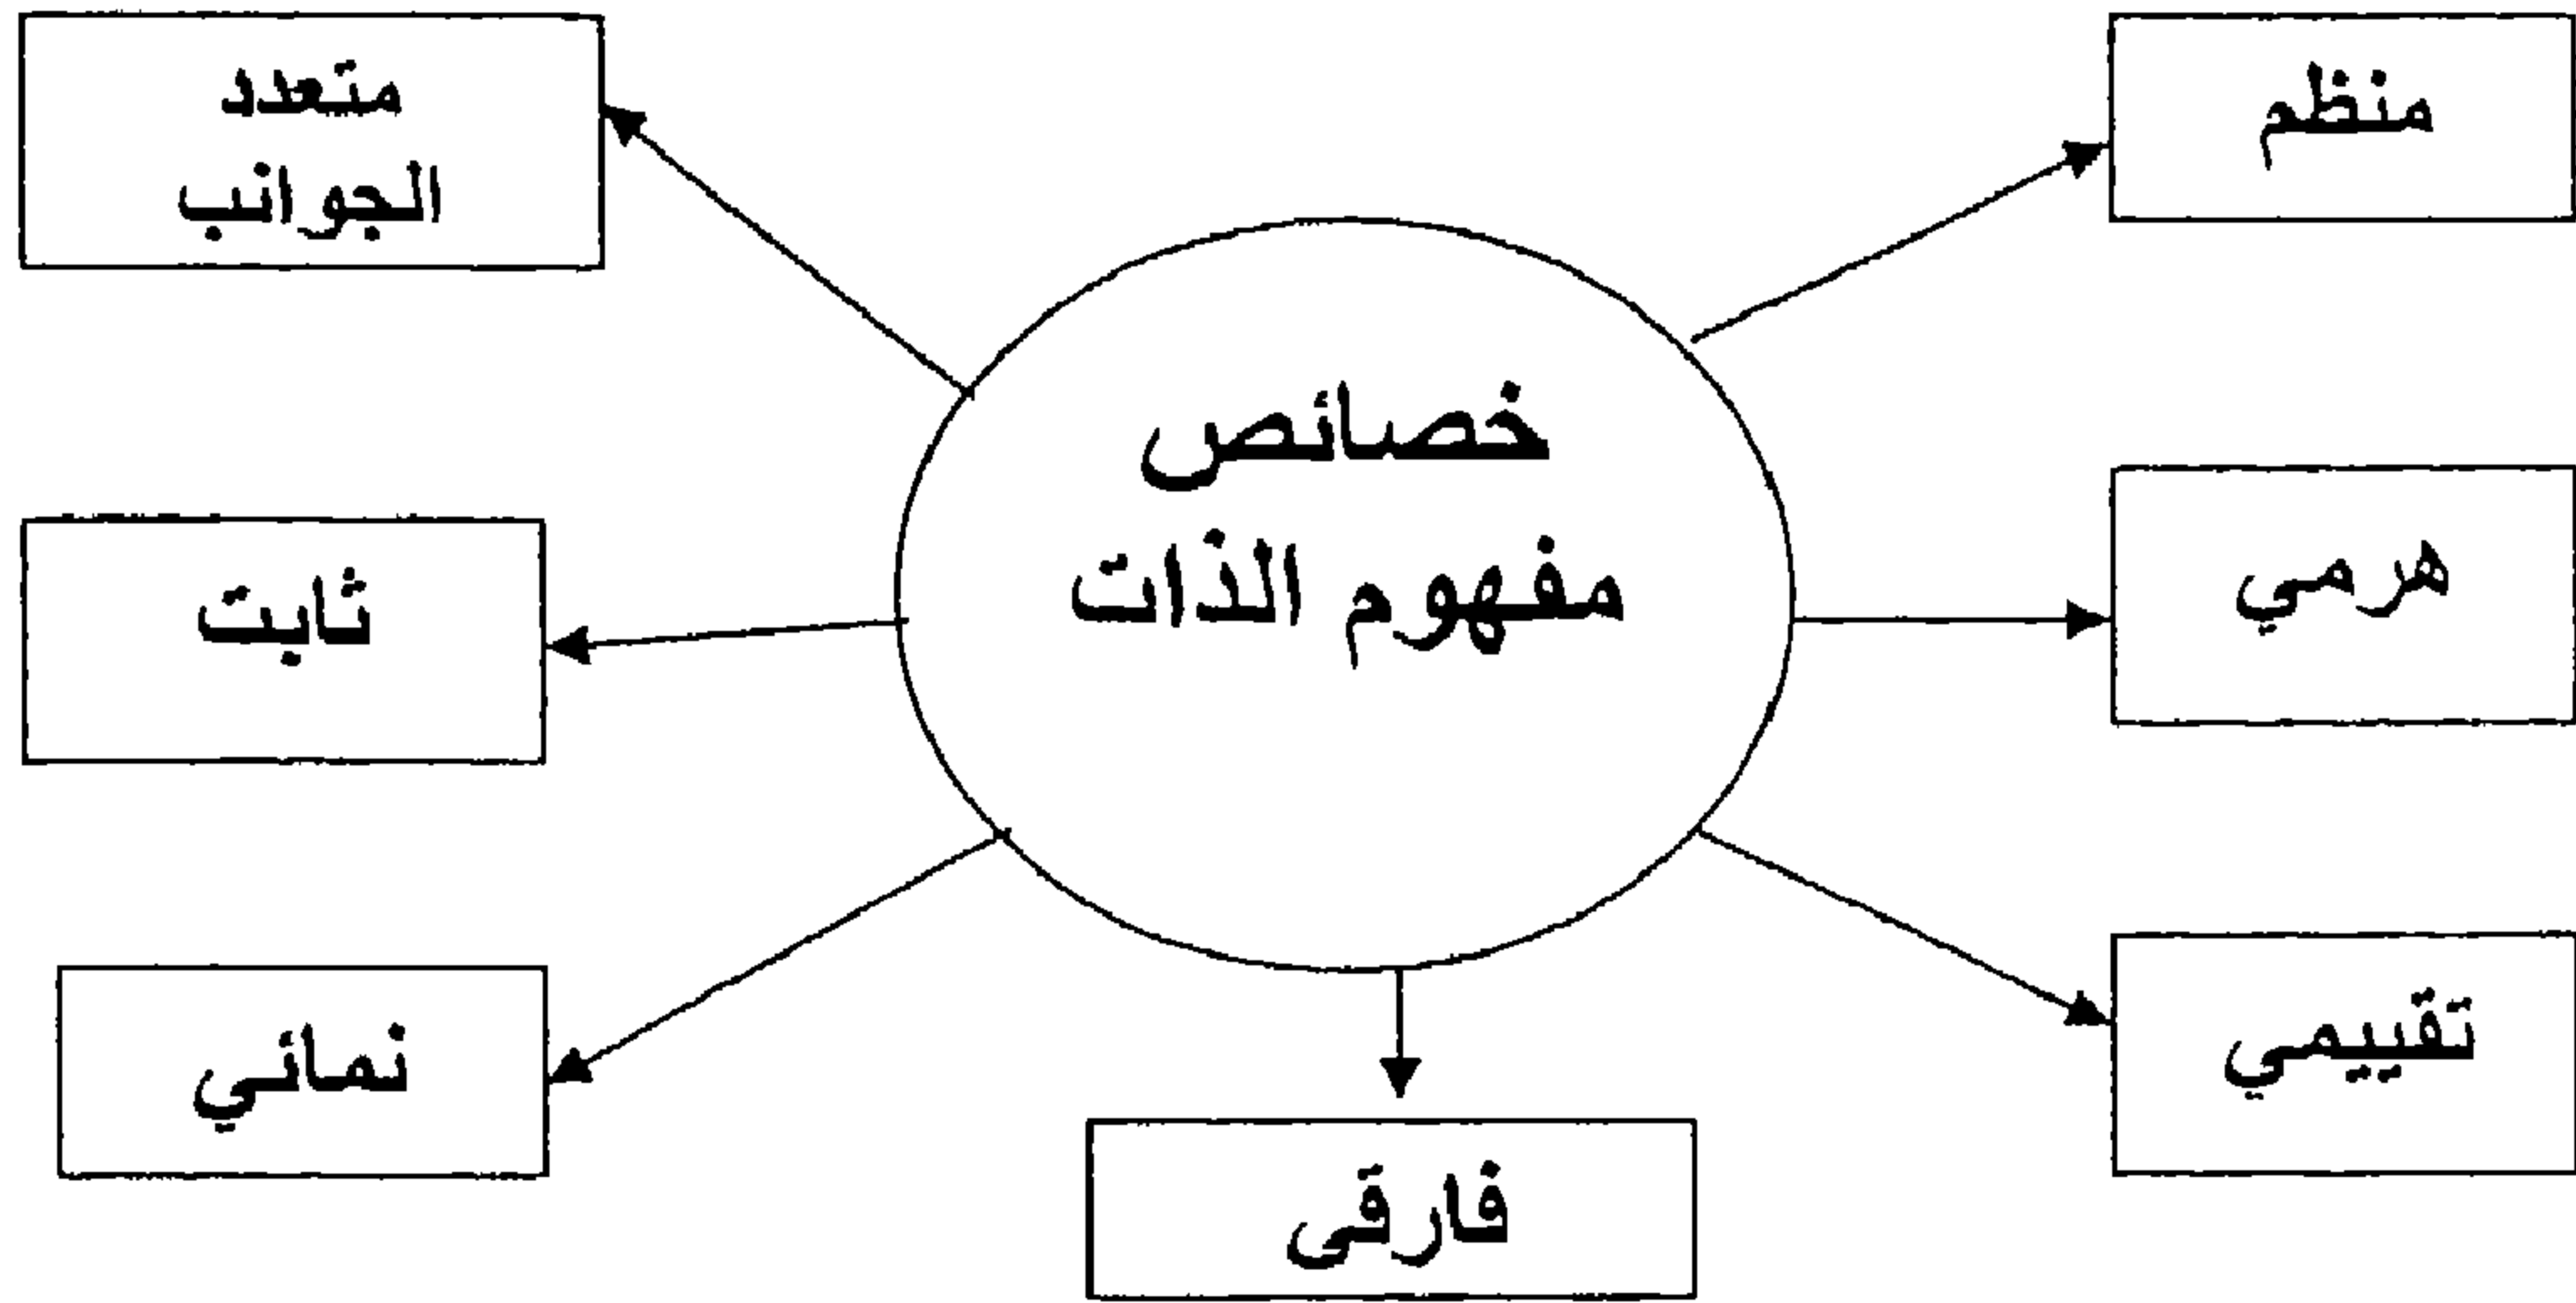 خصائص
مفهوم الذات
منظم
متعدد
الجوانب
هرمي
ثابت
تقييمي
نمائي
فارقى